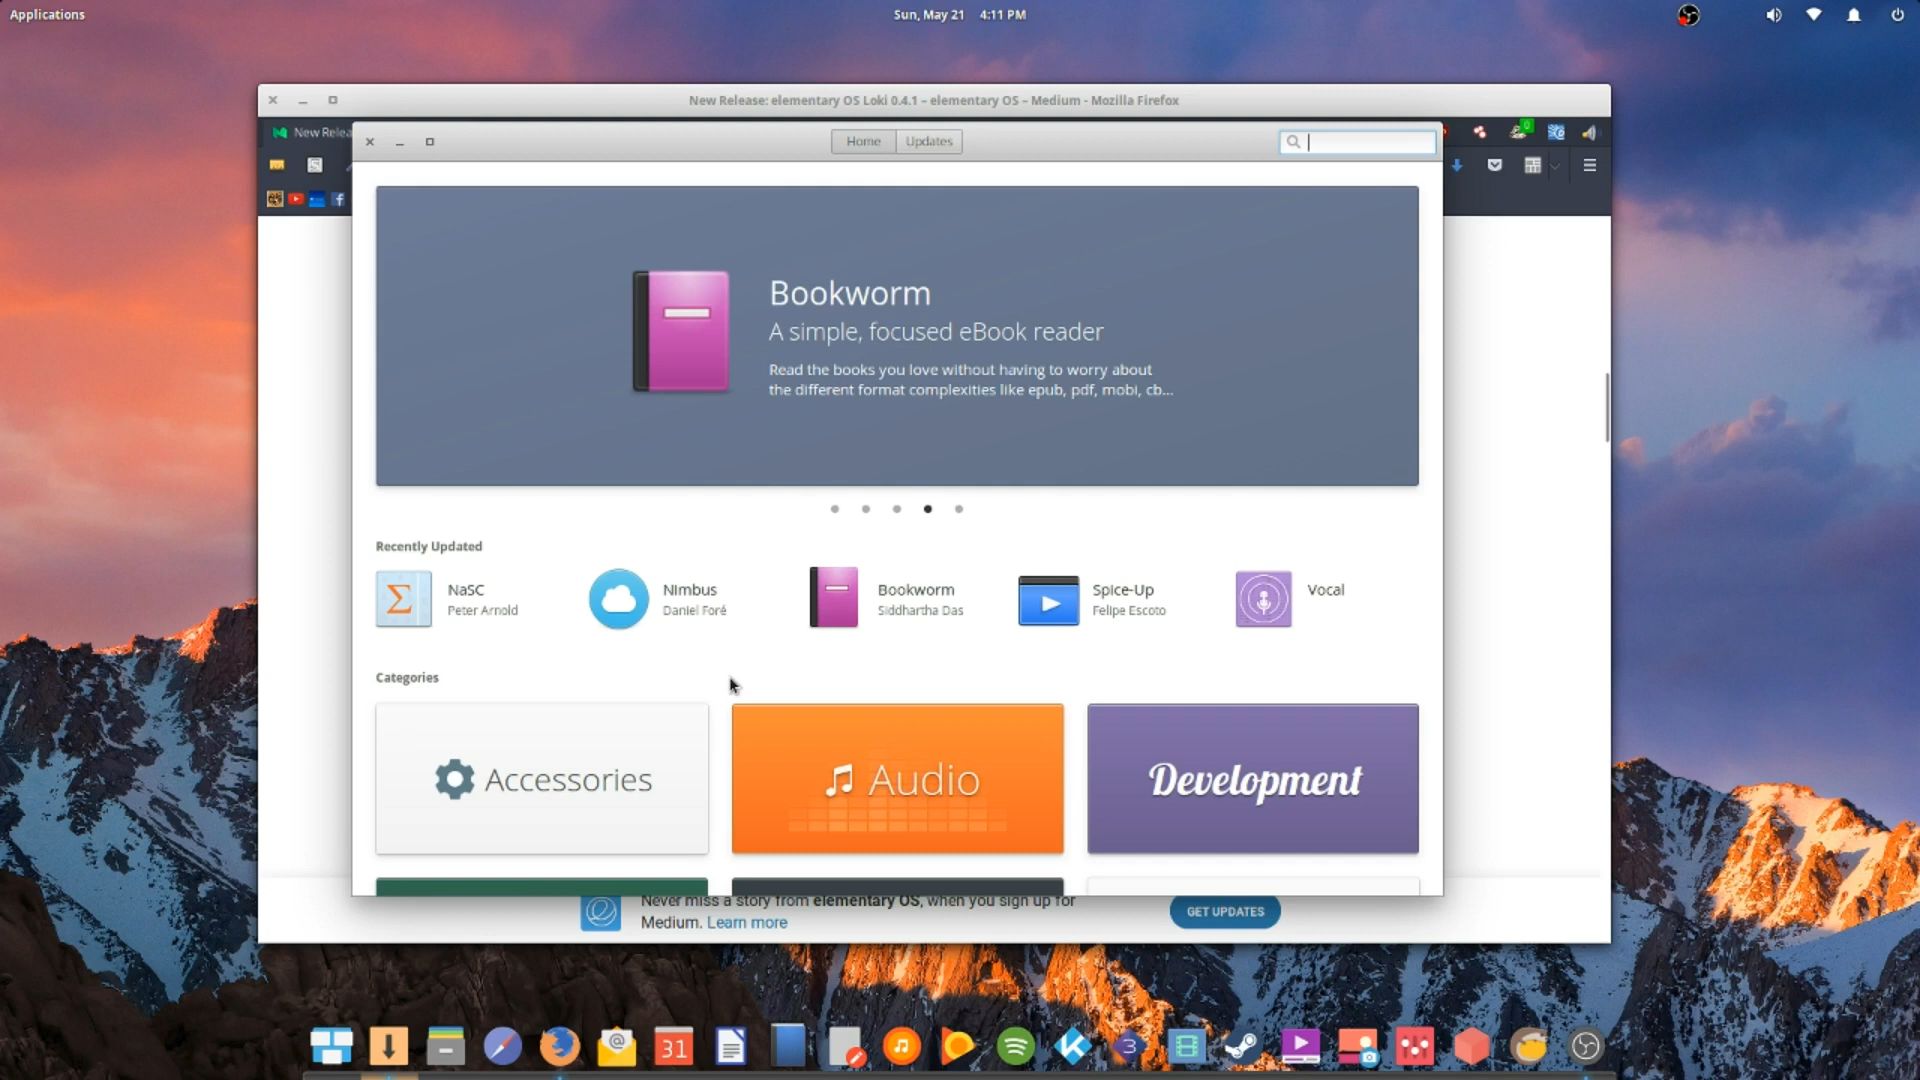 Applications
Sun, May 21 4:11 PM
New Release: elementary OS Loki 0.4.1 – elementary OS – Medium - Mozilla Firefox
New Relea
Home
Updates
Bookworm
A simple, focused eBook reader
Read the books you love without having to worry about
the different format complexities like epub, pdf, mobi, cb...
Recently Updated
NaSC
Peter Arnold
Nimbus
Daniel Foré
Bookworm
Siddhartha Das
Spice-Up
Felipe Escoto
Vocal
Categories
Accessories
Audio
Development
Never miss a story from elementary OS, when you sign up for
Medium. Learn more
GET UPDATES
31
3